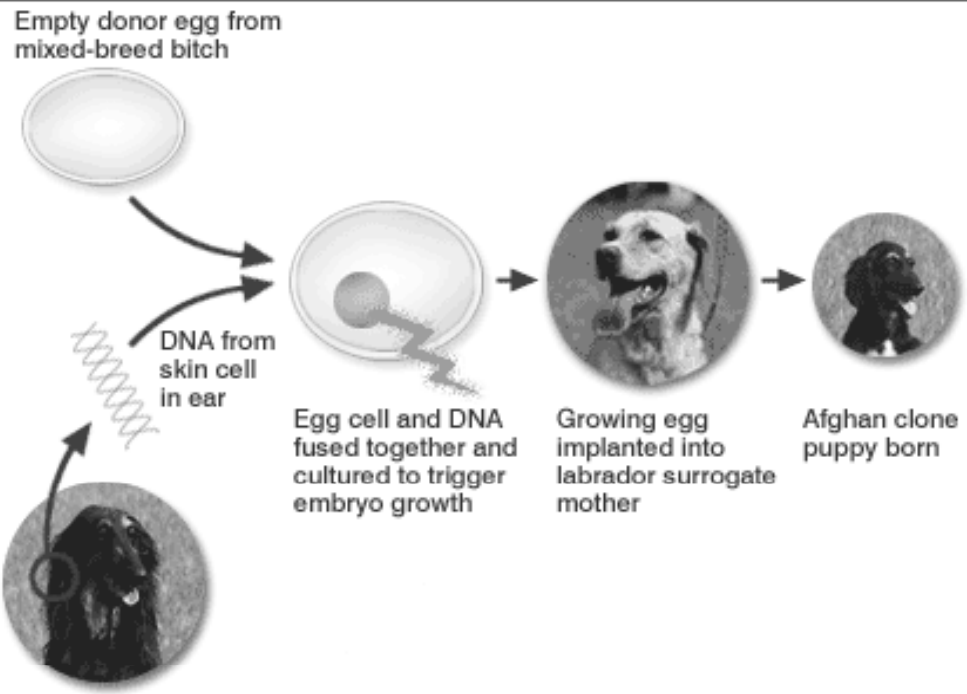 Empty donor egg from
mixed-breed bitch
DNA from
skin cell
in ear
Egg cell and DNA
fused together and
cultured to trigger
embryo growth
Growing egg
implanted into
labrador surrogate
mother
Afghan clone
puppy born